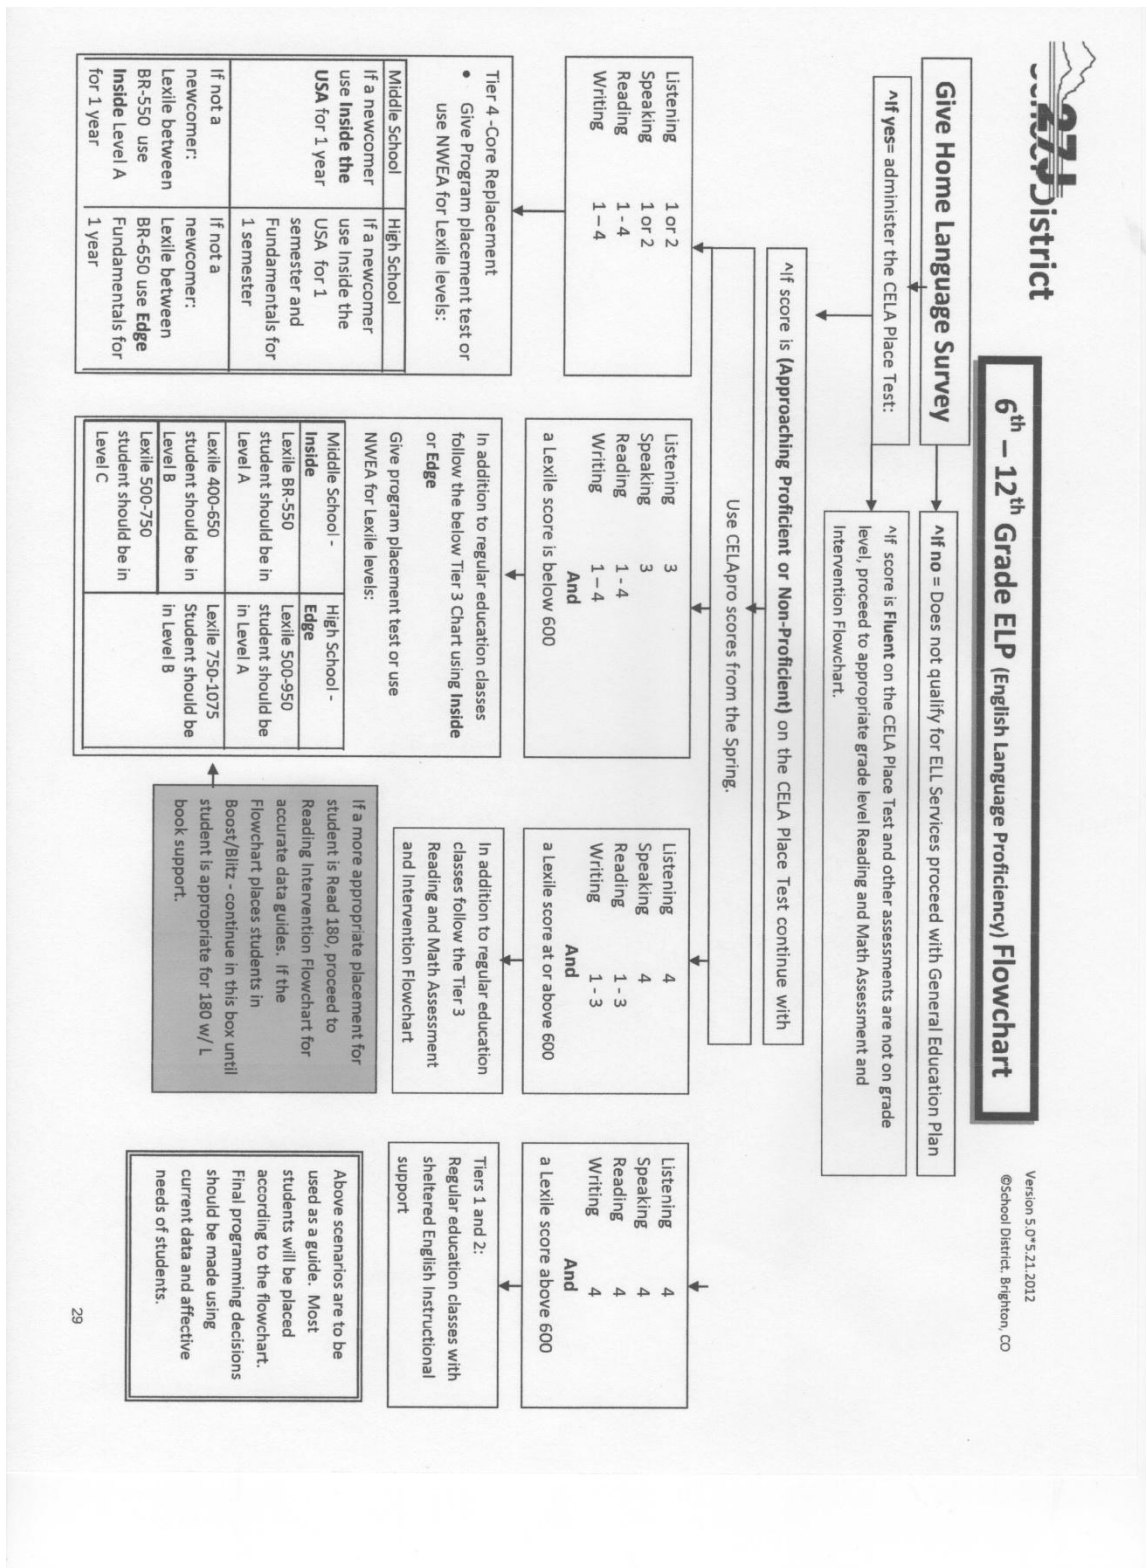 27J
School District
6th – 12th Grade ELP (English Language Proficiency) Flowchart
Version 5.0*5.21.2012
©School District. Brighton, CO
Give Home Language Survey
^If no = Does not qualify for ELL Services proceed with General Education Plan
^If yes= administer the CELA Place Test:
^If score is Fluent on the CELA Place Test and other assessments are not on grade
level, proceed to appropriate grade level Reading and Math Assessment and
Intervention Flowchart.
^If score is (Approaching Proficient or Non-Proficient) on the CELA Place Test continue with
Use CELApro scores from the Spring.
Listening 1 or 2
Speaking 1 or 2
Reading 1 - 4
Writing 1 – 4
Tier 4 -Core Replacement
• Give Program placement test or
use NWEA for Lexile levels:
Middle School
If a newcomer
use Inside the
USA for 1 year
High School
If a newcomer
use Inside the
USA for 1
semester and
Fundamentals for
1 semester
If not a
newcomer:
Lexile between
BR-550 use
Inside Level A
for 1 year
If not a
newcomer:
Lexile between
BR-650 use Edge
Fundamentals for
1 year
Listening 3
Speaking 3
Reading 1 - 4
Writing 1 – 4
And
a Lexile score is below 600
In addition to regular education classes
follow the below Tier 3 Chart using Inside
or Edge
Give program placement test or use
NWEA for Lexile levels:
Middle School -
Inside
High School -
Edge
Lexile BR-550
student should be in
Level A
Lexile 500-950
student should be
in Level A
Lexile 400-650
student should be in
Level B
Lexile 750-1075
Student should be
in Level B
Lexile 500-750
student should be in
Level C
Listening 4
Speaking 4
Reading 1 - 3
Writing 1 - 3
And
a Lexile score at or above 600
In addition to regular education
classes follow the Tier 3
Reading and Math Assessment
and Intervention Flowchart
If a more appropriate placement for
student is Read 180, proceed to
Reading Intervention Flowchart for
accurate data guides. If the
Flowchart places students in
Boost/Blitz - continue in this box until
student is appropriate for 180 w/ L
book support.
Listening 4
Speaking 4
Reading 4
Writing 4
And
a Lexile score above 600
Tiers 1 and 2:
Regular education classes with
sheltered English Instructional
support
Above scenarios are to be
used as a guide. Most
students will be placed
according to the flowchart.
Final programming decisions
should be made using
current data and affective
needs of students.
29